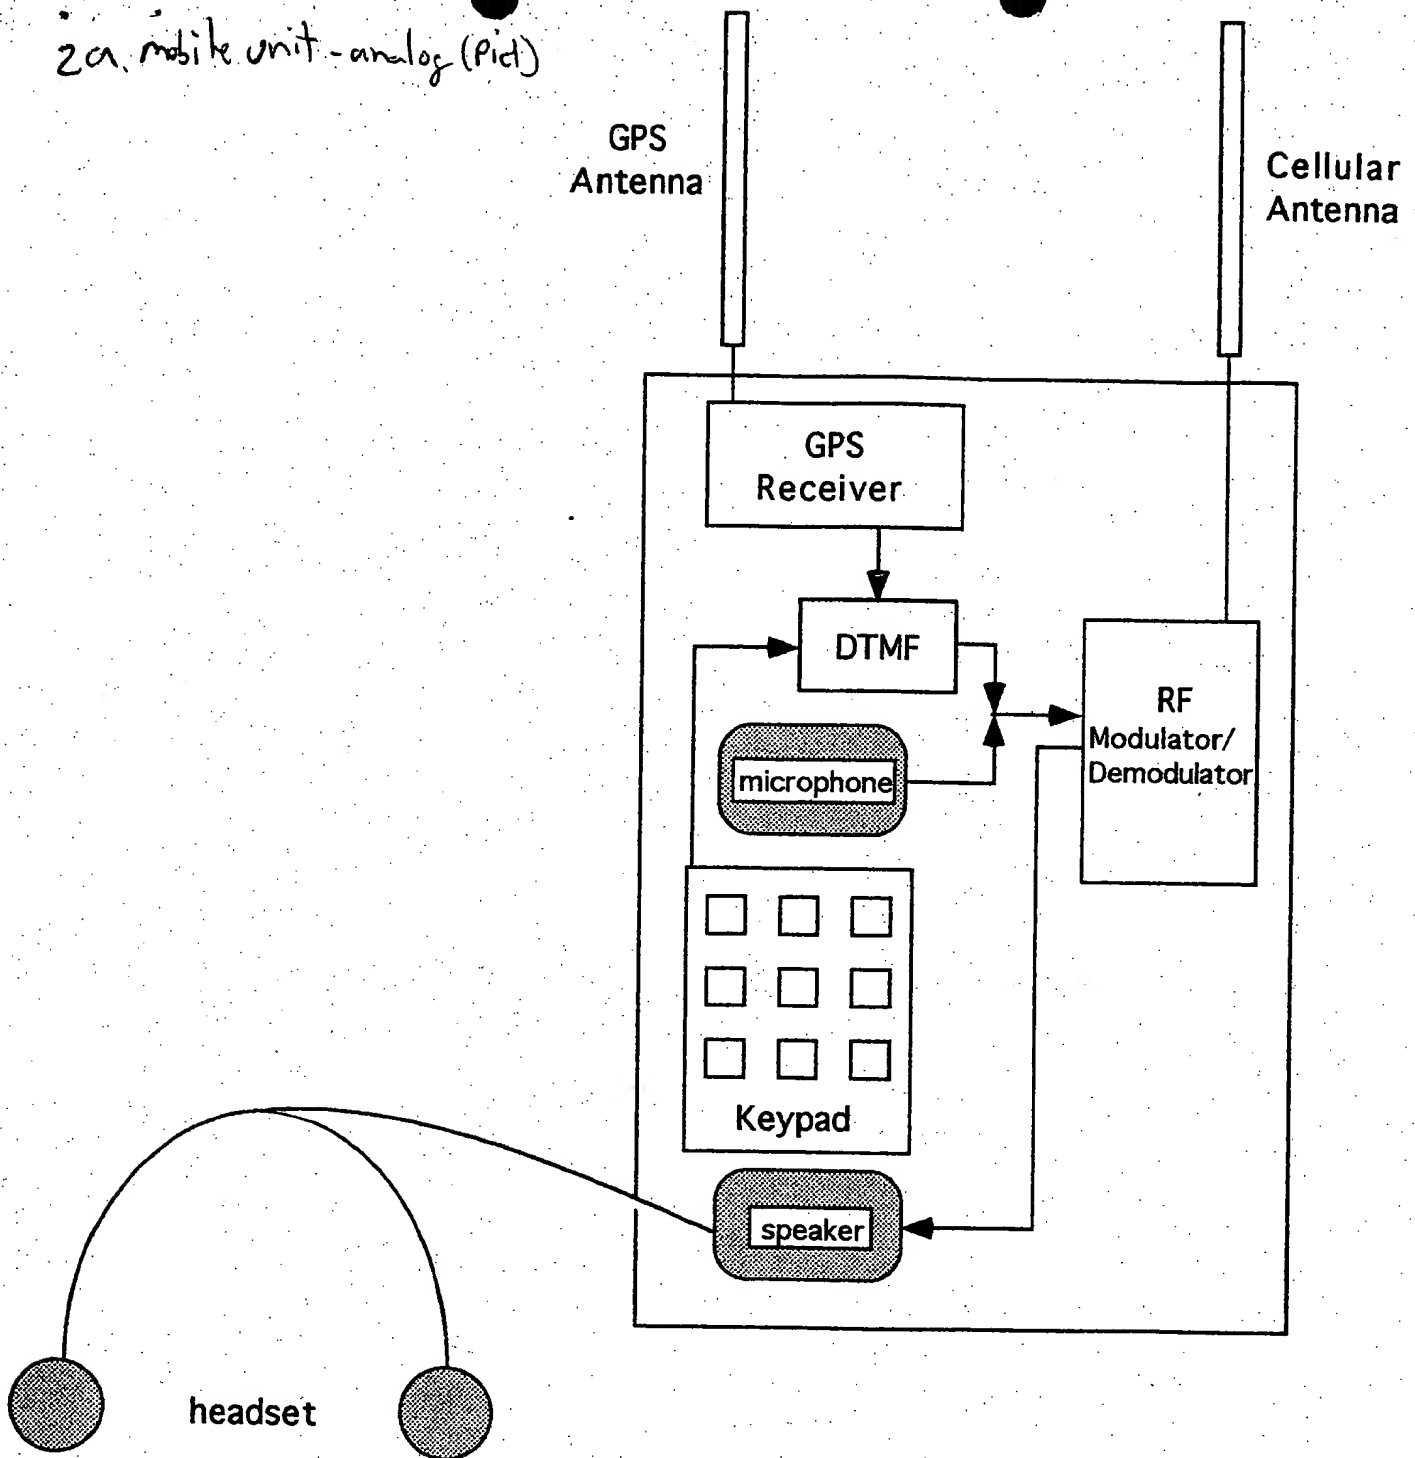 2a. mobile unit - analog (Pict)
GPS
Antenna
Cellular
Antenna
GPS
Receiver
DTMF
RF
Modulator/
Demodulator
microphone
Keypad
speaker
headset